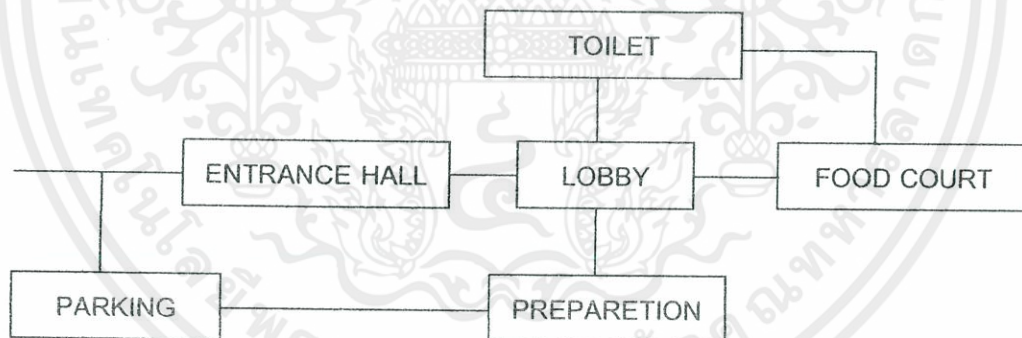 TOILET
ENTRANCE HALL
LOBBY
FOOD COURT
PARKING
PREPARETION